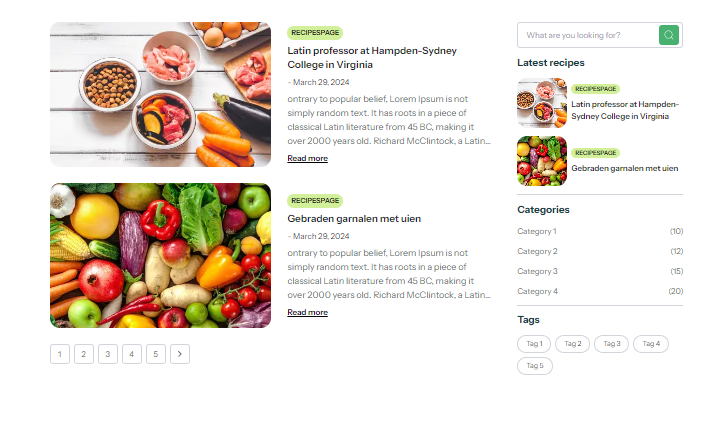 RECIPESPAGE
Latin professor at Hampden-Sydney
College in Virginia
- March 29, 2024
ontrary to popular belief, Lorem Ipsum is not
simply random text. It has roots in a piece of
classical Latin literature from 45 BC, making it
over 2000 years old. Richard McClintock, a Latin...
Read more
RECIPESPAGE
Gebraden garnalen met uien
- March 29, 2024
ontrary to popular belief, Lorem Ipsum is not
simply random text. It has roots in a piece of
classical Latin literature from 45 BC, making it
over 2000 years old. Richard McClintock, a Latin...
Read more
1 2 3 4 5 >
What are you looking for?
Latest recipes
RECIPESPAGE
Latin professor at Hampden-
Sydney College in Virginia
RECIPESPAGE
Gebraden garnalen met uien
Categories
Category 1 (10)
Category 2 (12)
Category 3 (15)
Category 4 (20)
Tags
Tag 1 Tag 2 Tag 3 Tag 4
Tag 5